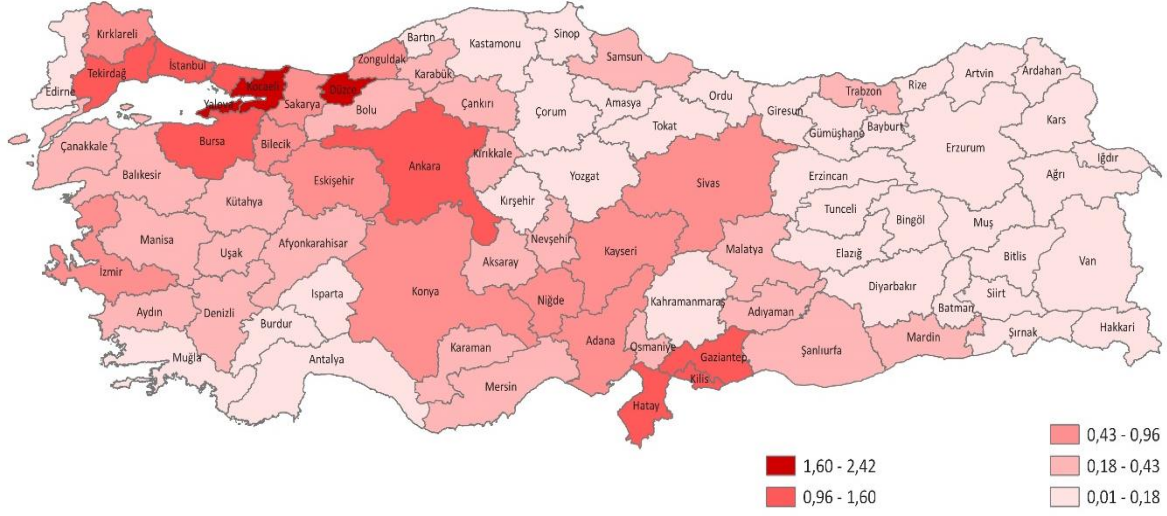 Kırklareli
Edirne
Tekirdağ
İstanbul
Yalova
Kocaeli
Sakarya
Düzce
Zonguldak
Bartın
Karabük
Kastamonu
Sinop
Samsun
Çankırı
Bolu
Bilecik
Bursa
Çanakkale
Balıkesir
Kütahya
Eskişehir
Ankara
Kırıkkale
Çorum
Amasya
Ordu
Tokat
Giresun
Trabzon
Gümüşhane
Bayburt
Rize
Artvin
Ardahan
Kars
Iğdır
Ağrı
Erzurum
Erzincan
Sivas
Yozgat
Kırşehir
Nevşehir
Kayseri
Aksaray
Niğde
Konya
Afyonkarahisar
Uşak
Manisa
İzmir
Aydın
Denizli
Isparta
Burdur
Muğla
Antalya
Karaman
Mersin
Adana
Osmaniye
Hatay
Kilis
Gaziantep
Kahramanmaraş
Malatya
Adıyaman
Şanlıurfa
Mardin
Diyarbakır
Elazığ
Tunceli
Bingöl
Muş
Bitlis
Van
Batman
Siirt
Şırnak
Hakkari
1,60 - 2,42
0,96 - 1,60
0,43 - 0,96
0,18 - 0,43
0,01 - 0,18